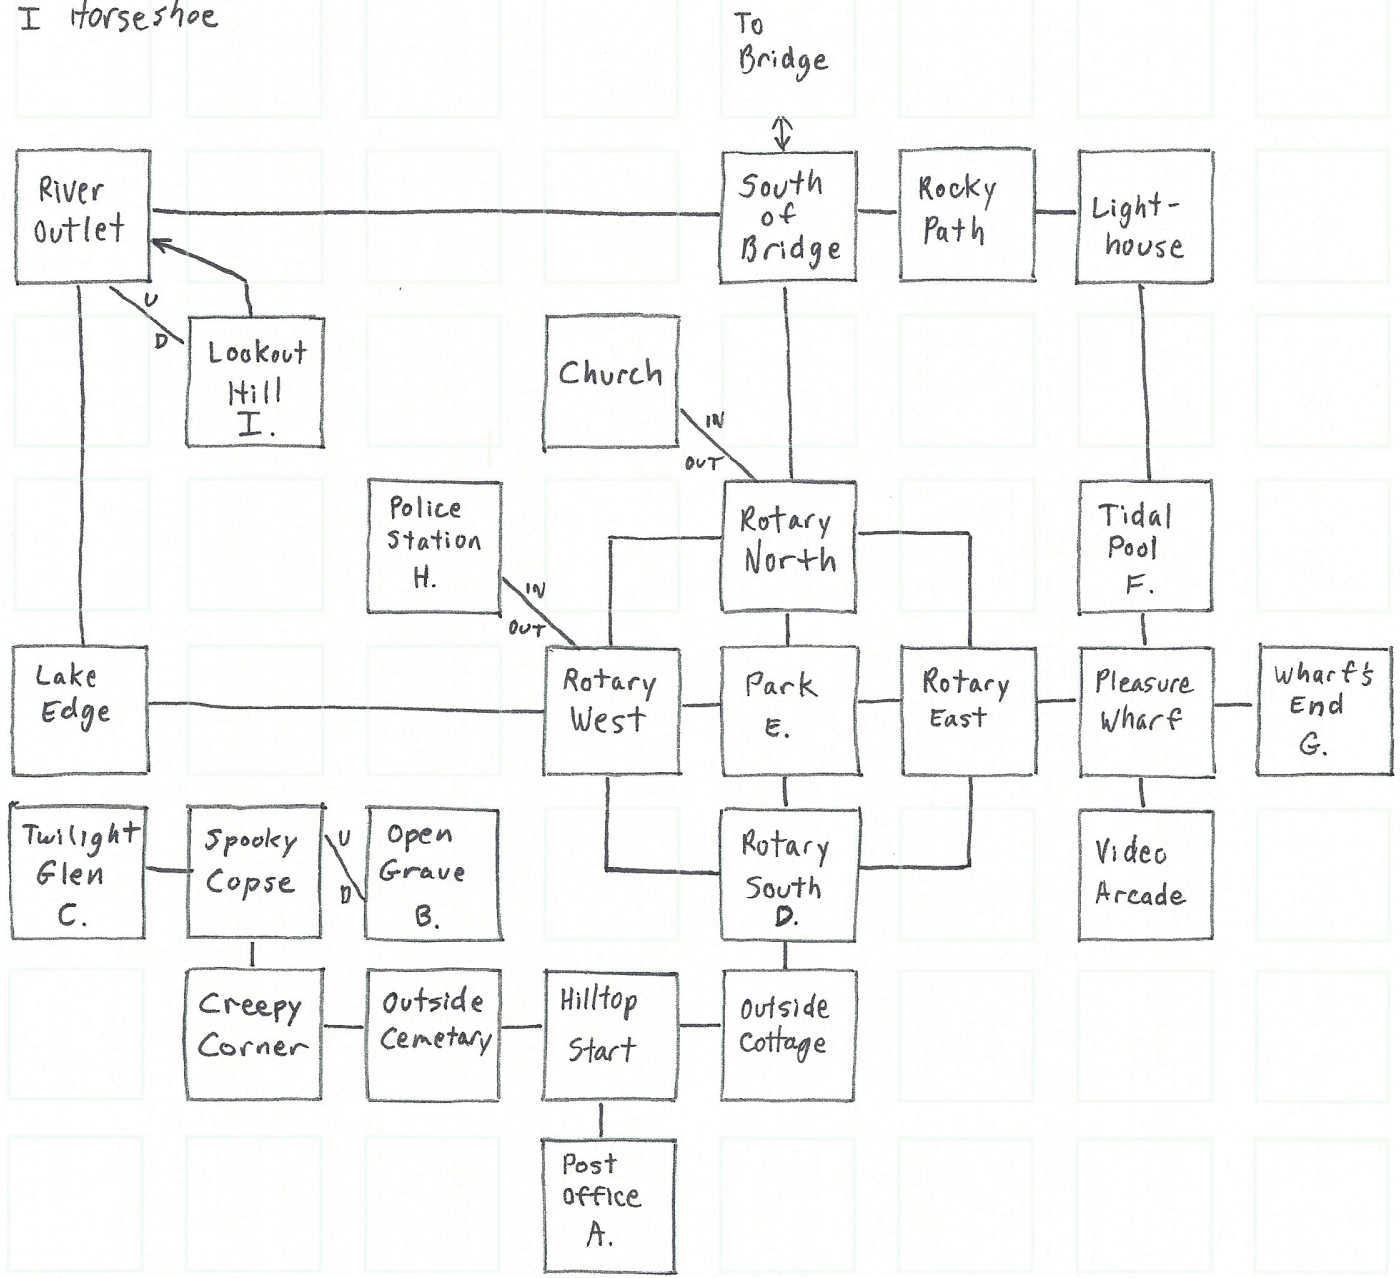 I Horseshoe
To
Bridge
River
Outlet
South
of
Bridge
Rocky
Path
Light-
house
U
D
Lookout
Hill
I.
Church
IN
OUT
Police
Station
H.
IN
OUT
Rotary
North
Tidal
Pool
F.
Lake
Edge
Rotary
West
Park
E.
Rotary
East
Pleasure
Wharf
Wharf's
End
G.
Twilight
Glen
C.
Spooky
Copse
U
D
Open
Grave
B.
Rotary
South
D.
Video
Arcade
Creepy
Corner
Outside
Cemetary
Hilltop
Start
Outside
Cottage
Post
Office
A.